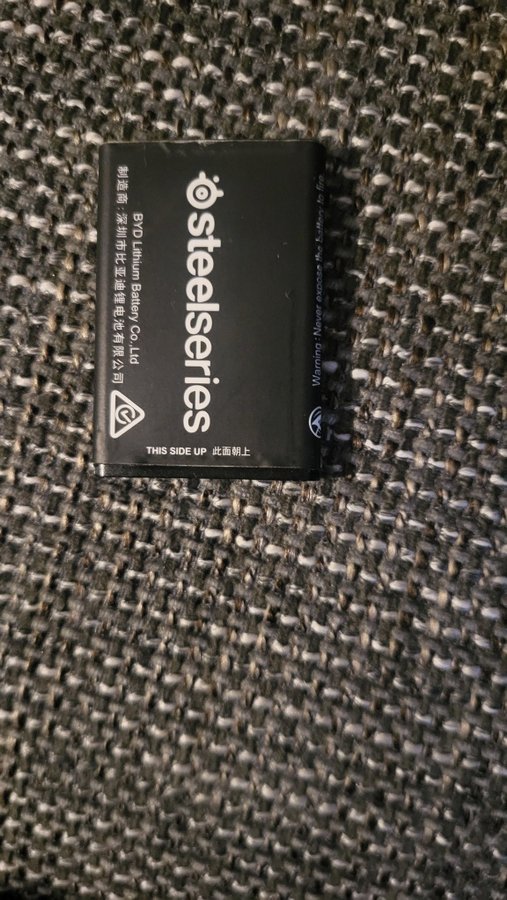 Warning : Never expose the battery to fire
steelseries
BYD Lithium Battery Co.,Ltd
制造商：深圳市比亚迪锂电池有限公司
THIS SIDE UP 此面朝上